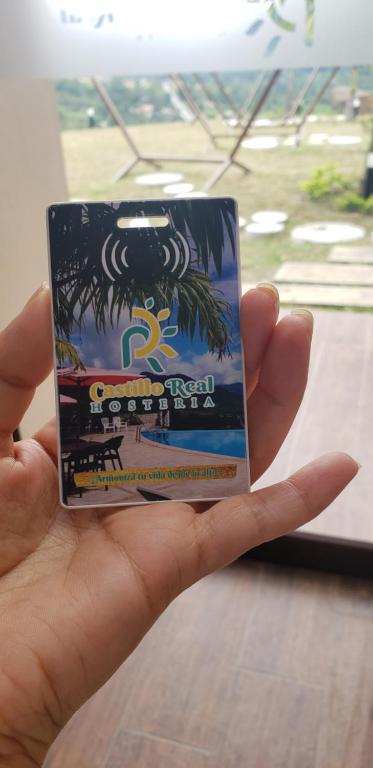 Castillo Real
HOSTERIA
¡Armoniza tu vida desde lo alto!